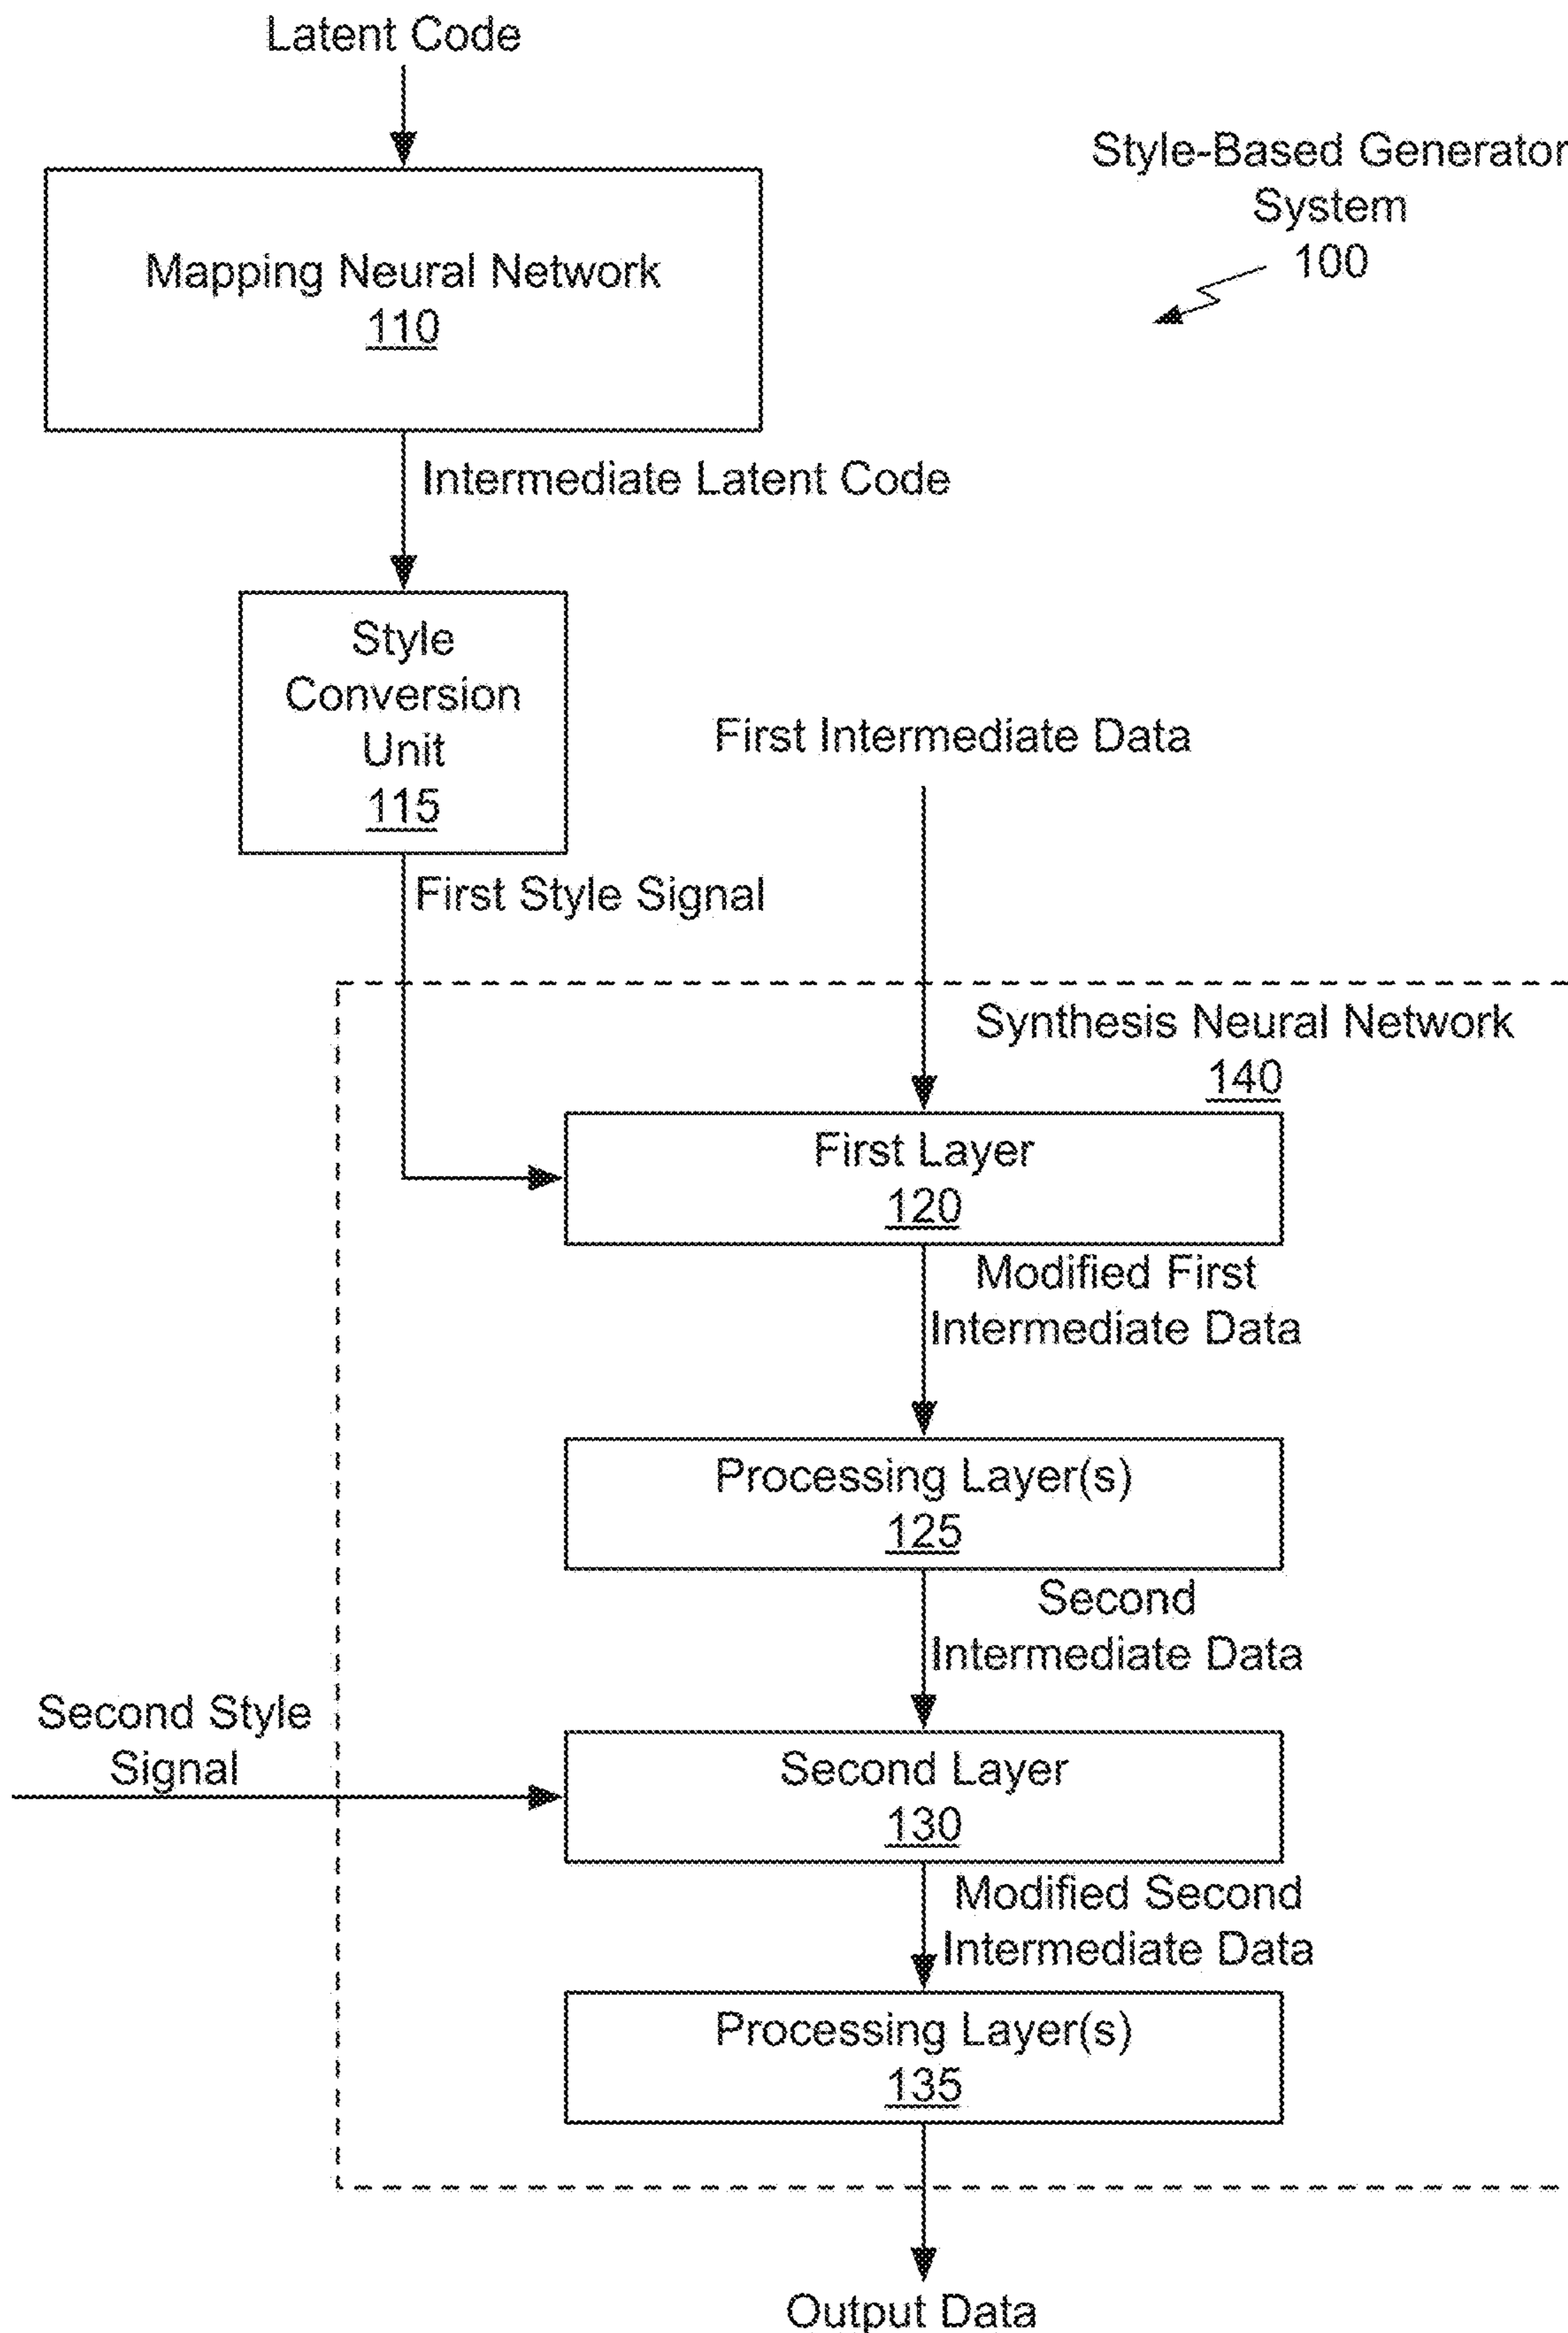 Latent Code
Style-Based Generator
System
100
Mapping Neural Network
110
Intermediate Latent Code
Style
Conversion
Unit
115
First Intermediate Data
First Style Signal
Synthesis Neural Network
140
First Layer
120
Modified First
Intermediate Data
Processing Layer(s)
125
Second
Intermediate Data
Second Style
Signal
Second Layer
130
Modified Second
Intermediate Data
Processing Layer(s)
135
Output Data